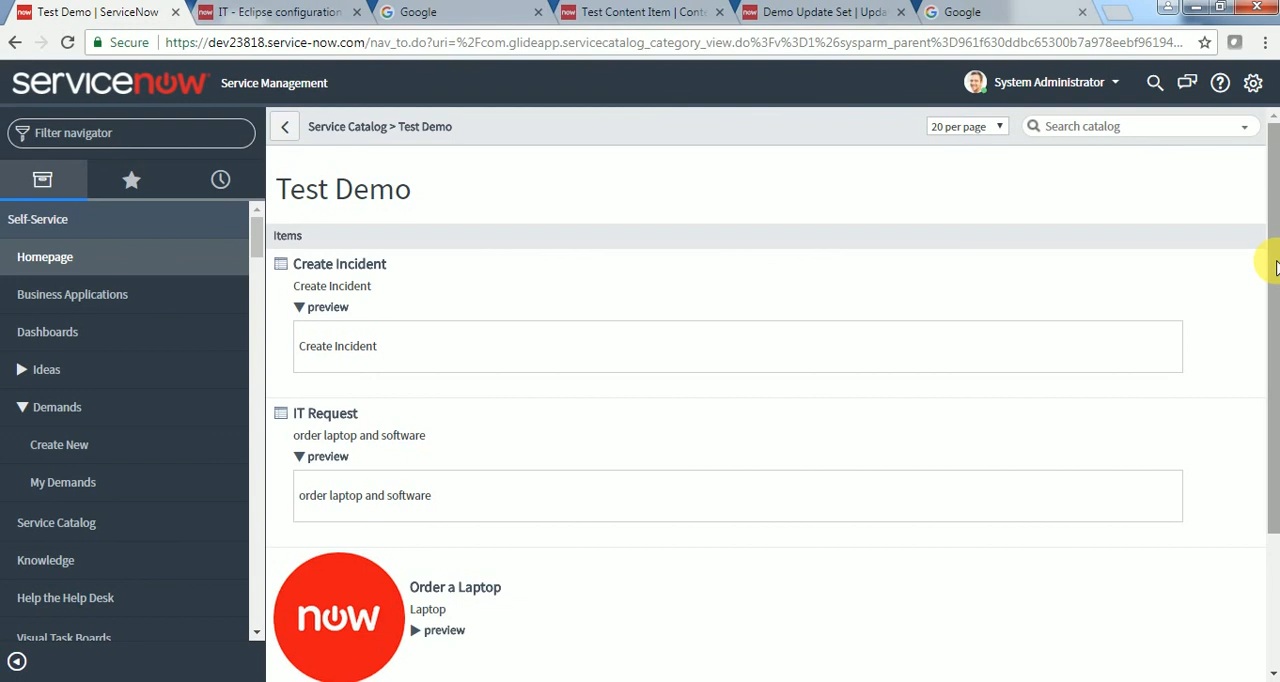 Test Demo | ServiceNow
IT - Eclipse configuration
Google
Test Content Item | Conte
Demo Update Set | Upda
Google
Secure
https://dev23818.service-now.com/nav_to.do?uri=%2Fcom.glideapp.servicecatalog_category_view.do%3Fv%3D1%26sysparm_parent%3D961f630ddbc65300b7a978eebf96194...
servicenow
Service Management
System Administrator
Filter navigator
Self-Service
Homepage
Business Applications
Dashboards
Ideas
Demands
Create New
My Demands
Service Catalog
Knowledge
Help the Help Desk
Visual Task Boards
Service Catalog > Test Demo
20 per page
Search catalog
Test Demo
Items
Create Incident
Create Incident
preview
Create Incident
IT Request
order laptop and software
preview
order laptop and software
now
Order a Laptop
Laptop
preview